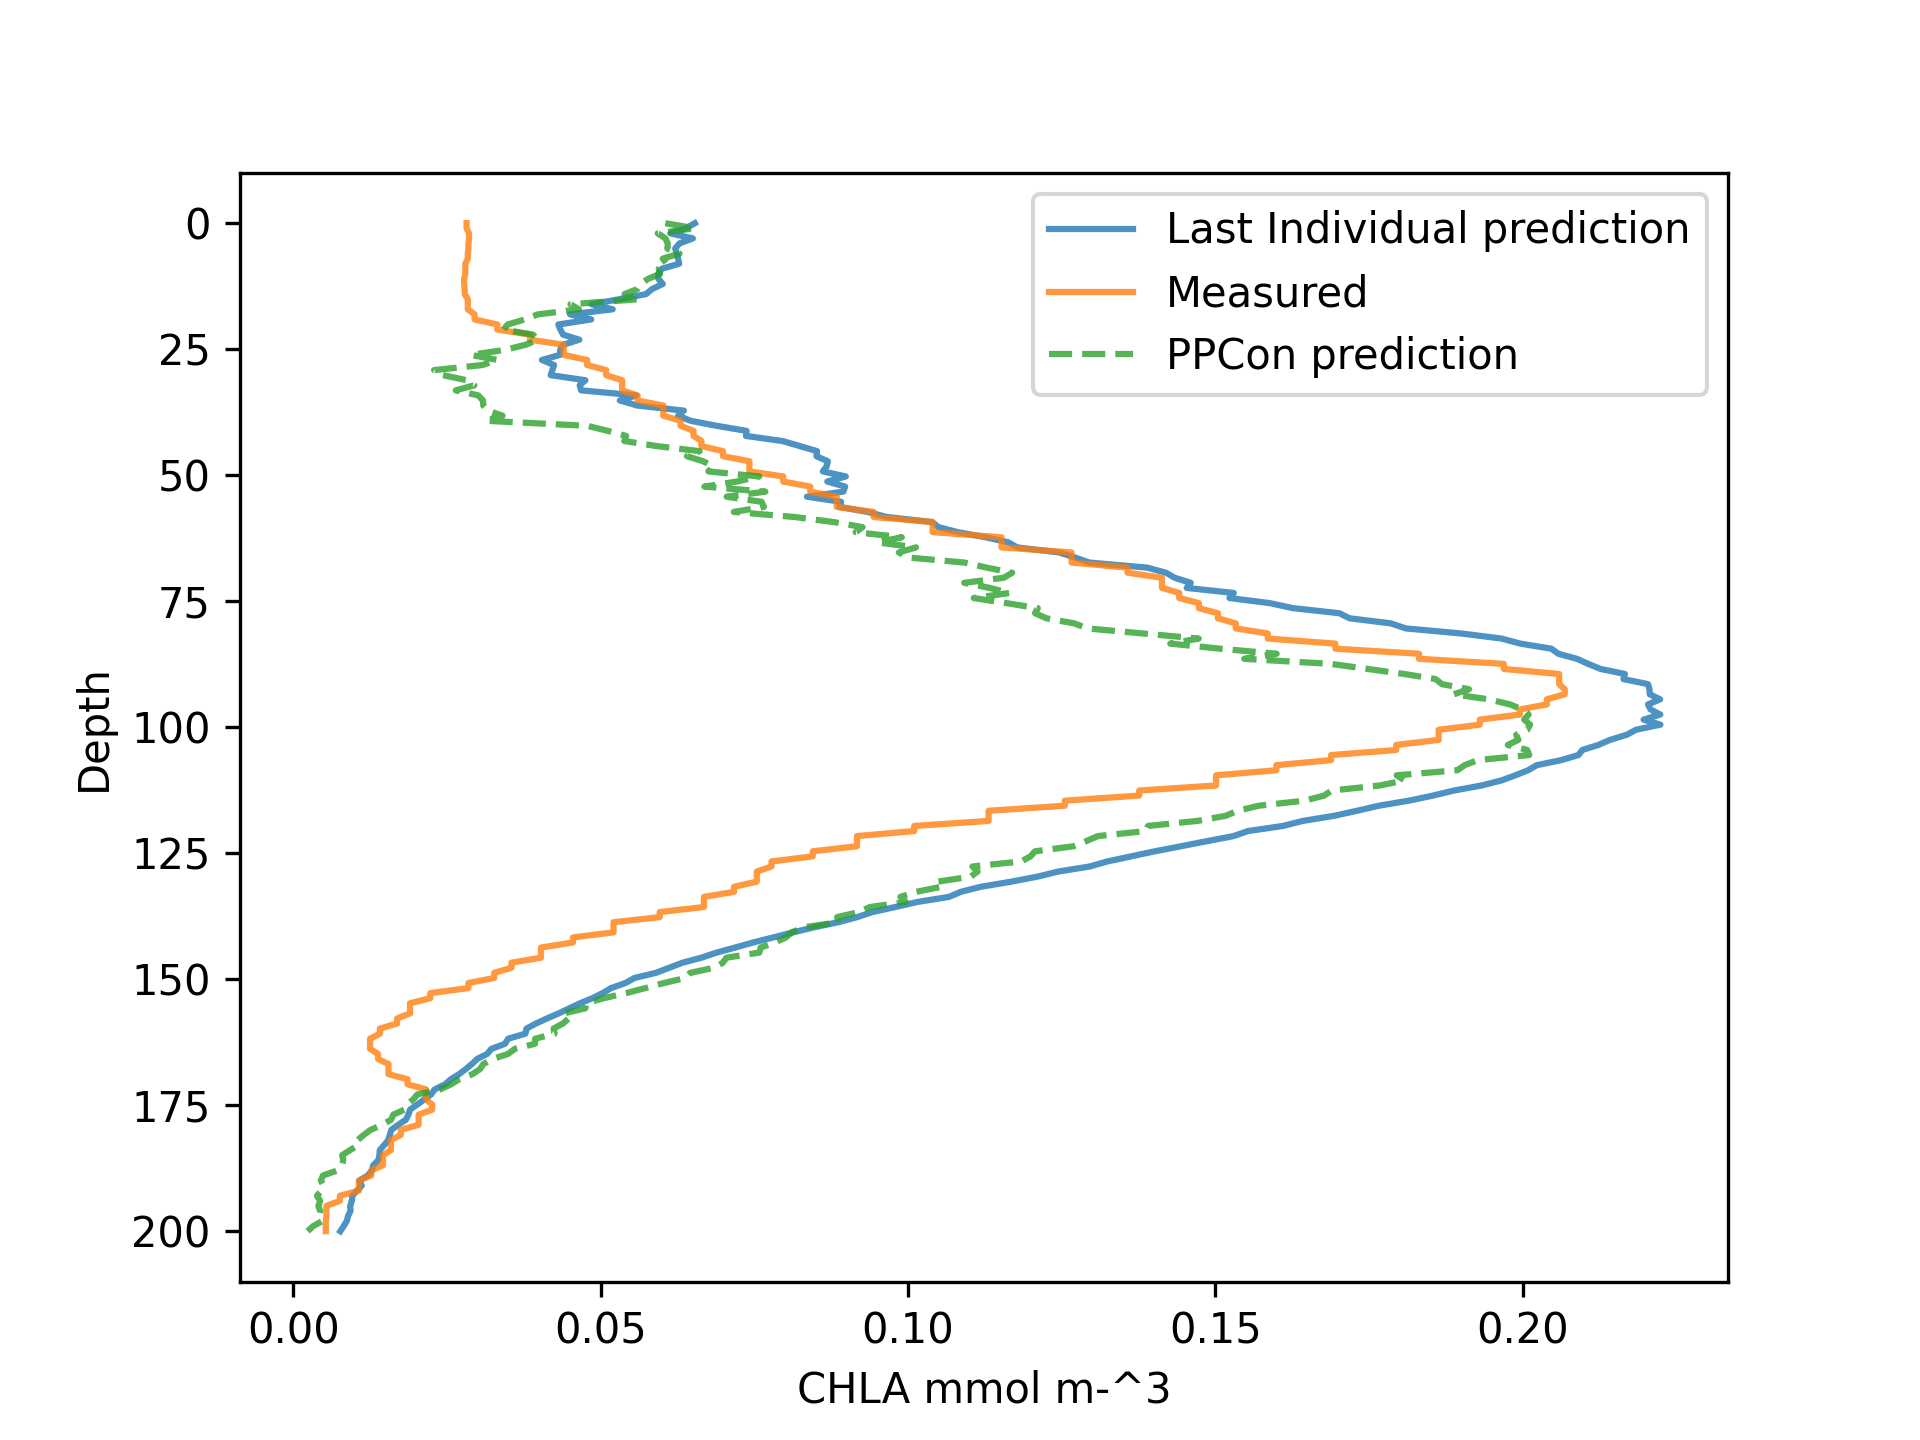 Last Individual prediction
Measured
PPCon prediction
0
25
50
75
100
125
150
175
200
Depth
0.00 0.05 0.10 0.15 0.20
CHLA mmol m-^3